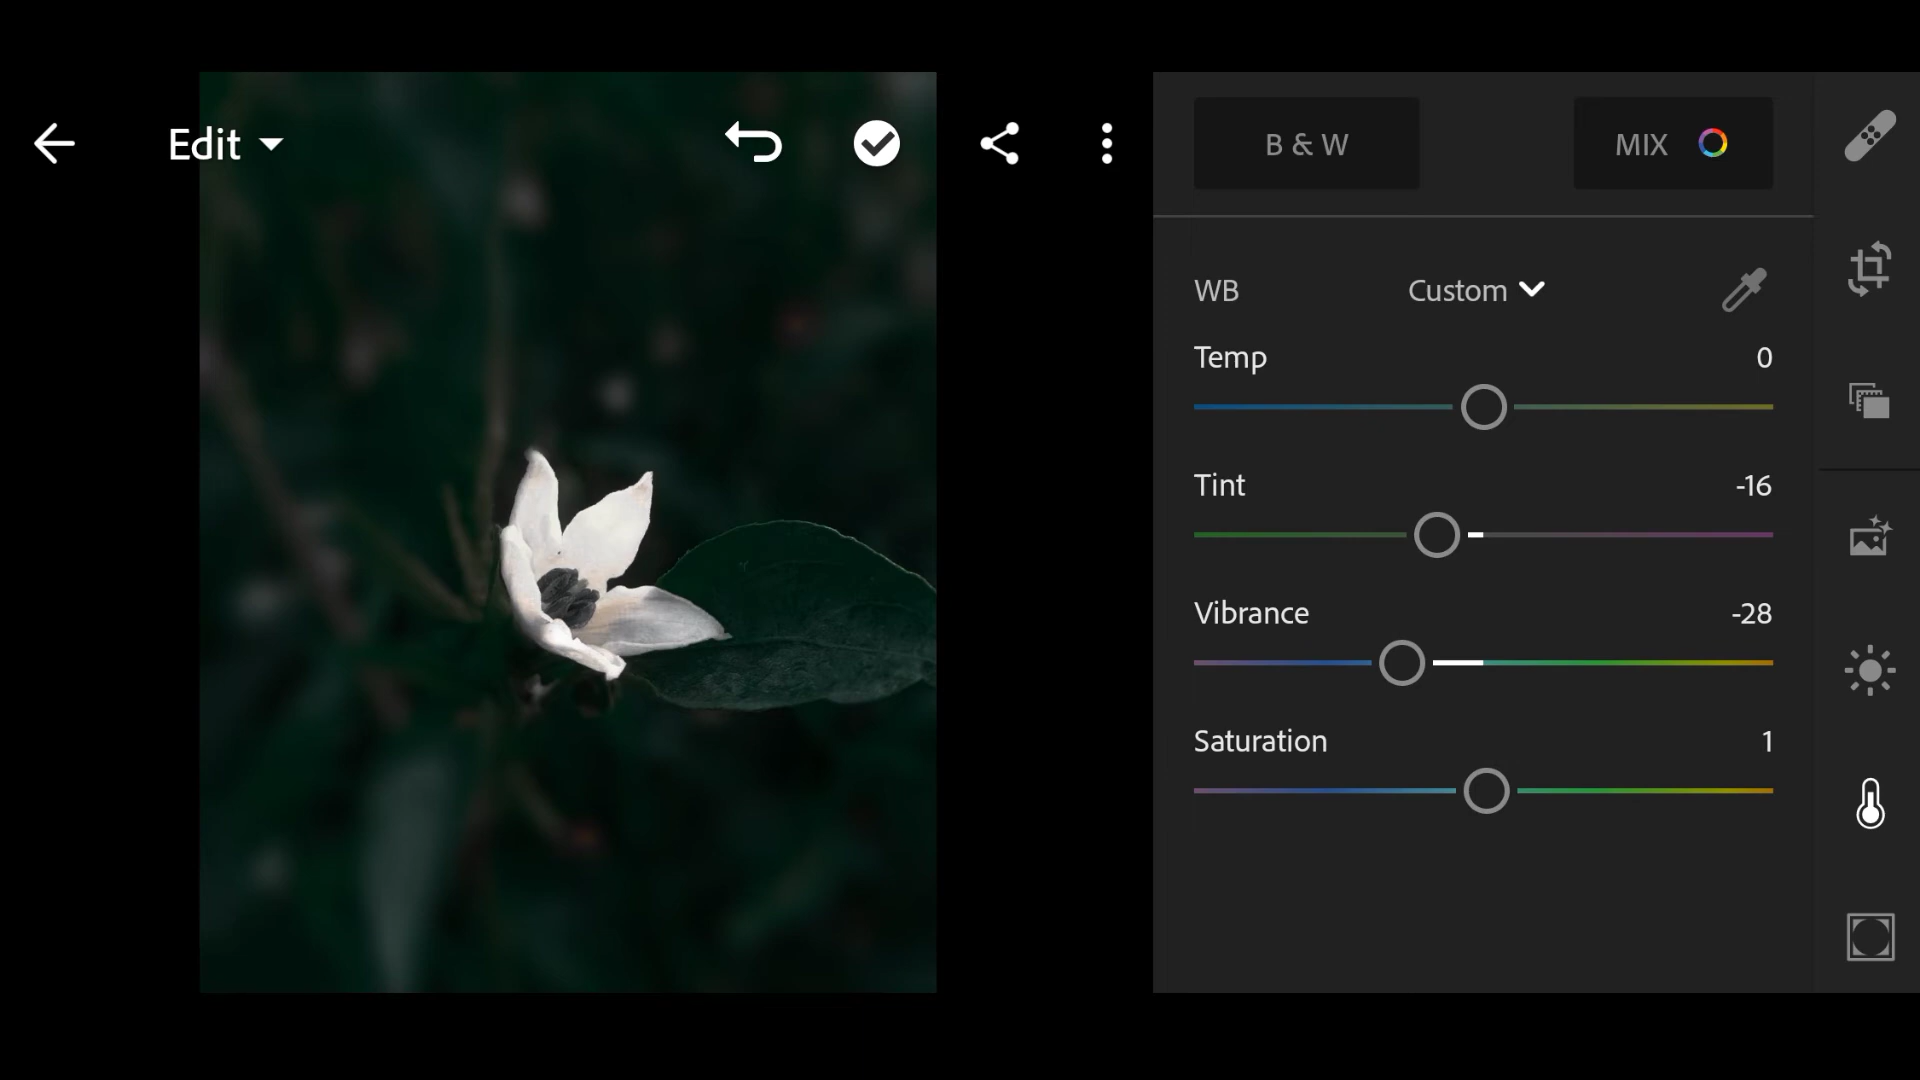 Edit
B & W
MIX
WB
Custom
Temp
0
Tint
-16
Vibrance
-28
Saturation
1